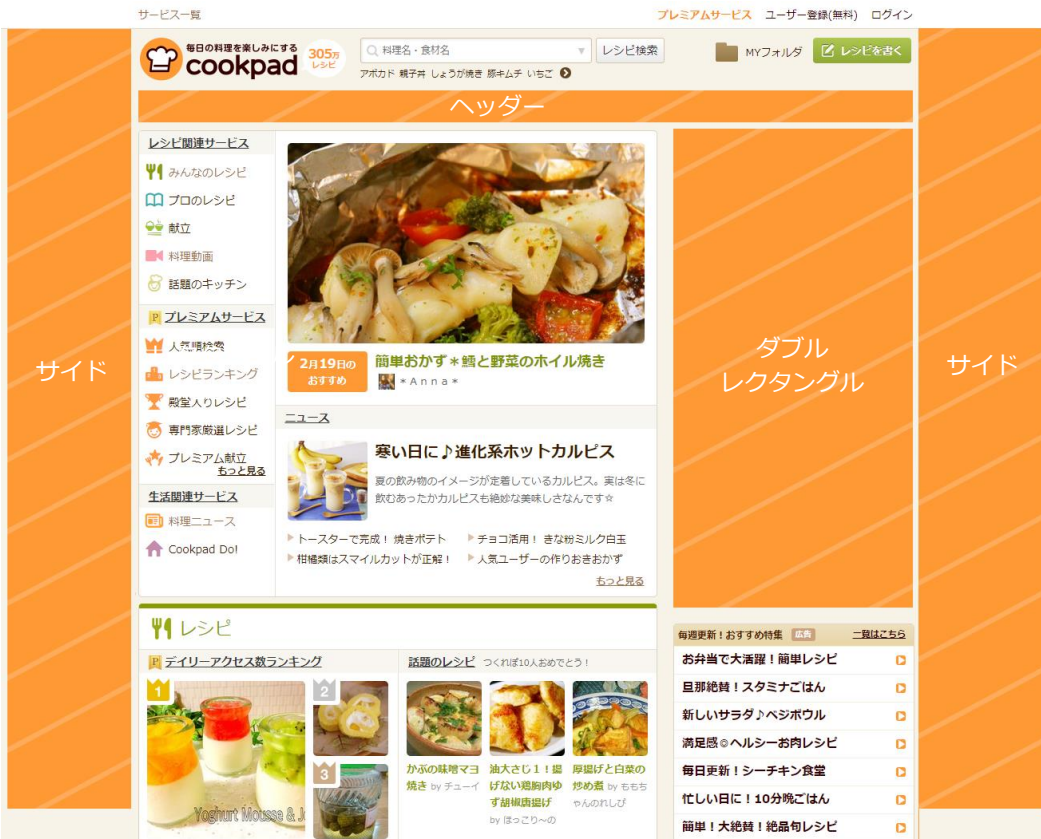 サービス一覧
プレミアムサービス ユーザー登録(無料) ログイン
毎日の料理を楽しみにする
cookpad
305万
レシピ
料理名・食材名
レシピ検索
MYフォルダ
レシピを書く
アボカド 親子丼 しょうが焼き 豚キムチ いちご
ヘッダー
サイド
レシピ関連サービス
みんなのレシピ
プロのレシピ
献立
料理動画
話題のキッチン
P プレミアムサービス
人気順検索
レシピランキング
殿堂入りレシピ
専門家厳選レシピ
プレミアム献立
もっと見る
生活関連サービス
料理ニュース
Cookpad Do!
2月19日の
おすすめ
簡単おかず＊鱈と野菜のホイル焼き
*Anna*
ニュース
寒い日に♪進化系ホットカルピス
夏の飲み物のイメージが定着しているカルピス。実は冬に
飲むあったかカルピスも絶妙な美味しさなんです☆
トースターで完成！ 焼きポテト
チョコ活用！ きな粉ミルク白玉
柑橘類はスマイルカットが正解！
人気ユーザーの作りおきおかず
もっと見る
ダブル
レクタングル
サイド
レシピ
P デイリーアクセス数ランキング
1
2
3
Yoghurt Mousse & J
話題のレシピ つくれぽ10人おめでとう！
かぶの味噌マヨ
焼き by チューイ
油大さじ１！揚
げない鶏胸肉ゆ
ず胡椒唐揚げ
by ほっこり～の
厚揚げと白菜の
炒め煮 by ももち
ゃんのれしぴ
毎週更新！おすすめ特集 広告 一覧はこちら
お弁当で大活躍！簡単レシピ
旦那絶賛！スタミナごはん
新しいサラダ♪ベジボウル
満足感◎ヘルシーお肉レシピ
毎日更新！シーチキン食堂
忙しい日に！10分晩ごはん
簡単！大絶賛！絶品旬レシピ